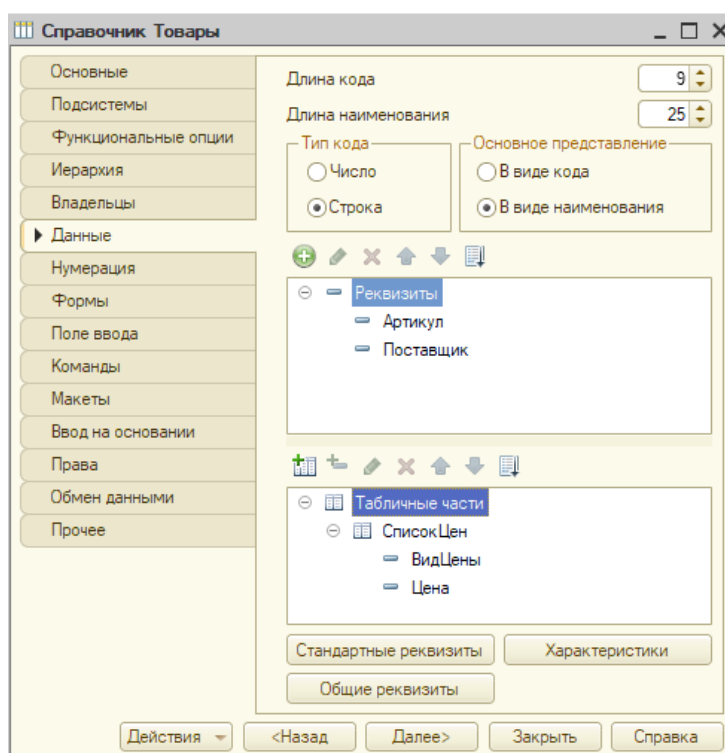 Справочник Товары
Основные
Подсистемы
Функциональные опции
Иерархия
Владельцы
Данные
Нумерация
Формы
Поле ввода
Команды
Макеты
Ввод на основании
Права
Обмен данными
Прочее
Длина кода 9
Длина наименования 25
Тип кода
Число
Строка
Основное представление
В виде кода
В виде наименования
Реквизиты
Артикул
Поставщик
Табличные части
СписокЦен
ВидЦены
Цена
Стандартные реквизиты Характеристики
Общие реквизиты
Действия <Назад Далее> Закрыть Справка